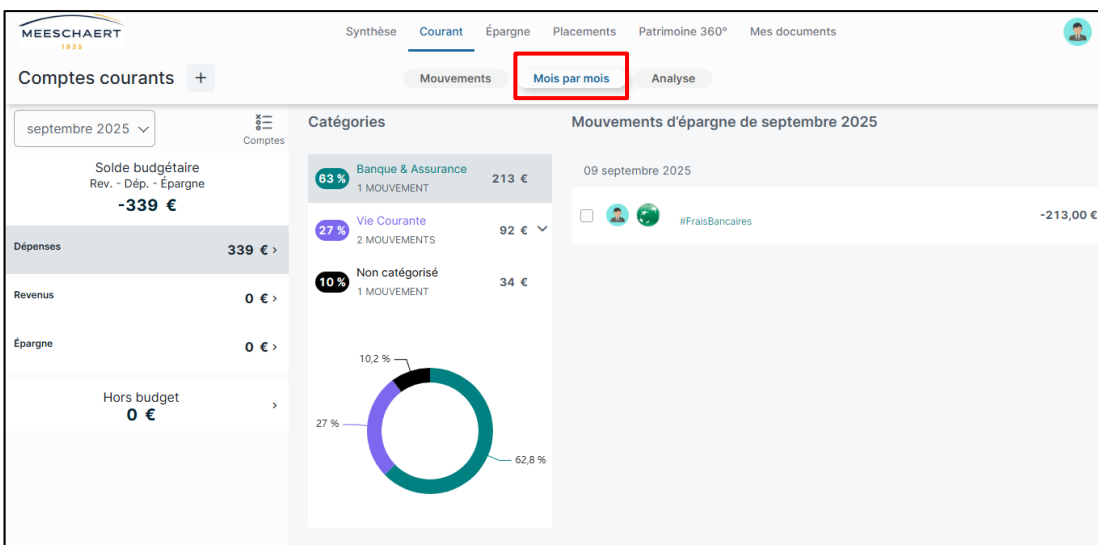 MEESCHAERT
1935
Synthèse Courant Épargne Placements Patrimoine 360° Mes documents
Comptes courants +
Mouvements Mois par mois Analyse
septembre 2025
Comptes
Solde budgétaire
Rev. - Dép. - Épargne
-339 €
Dépenses 339 € ›
Revenus 0 € ›
Épargne 0 € ›
Hors budget
0 € ›
Catégories
63 % Banque & Assurance 213 €
1 MOUVEMENT
27 % Vie Courante 92 €
2 MOUVEMENTS
10 % Non catégorisé 34 €
1 MOUVEMENT
10,2 %
27 %
62,8 %
Mouvements d'épargne de septembre 2025
09 septembre 2025
#FraisBancaires -213,00 €